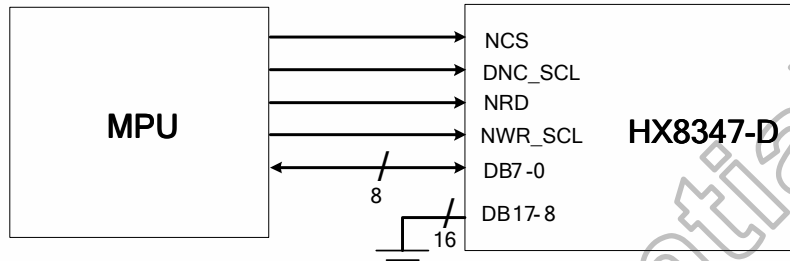 NCS
DNC_SCL
NRD
MPU
NWR_SCL
HX8347-D
DB7-0
8
DB17-8
16